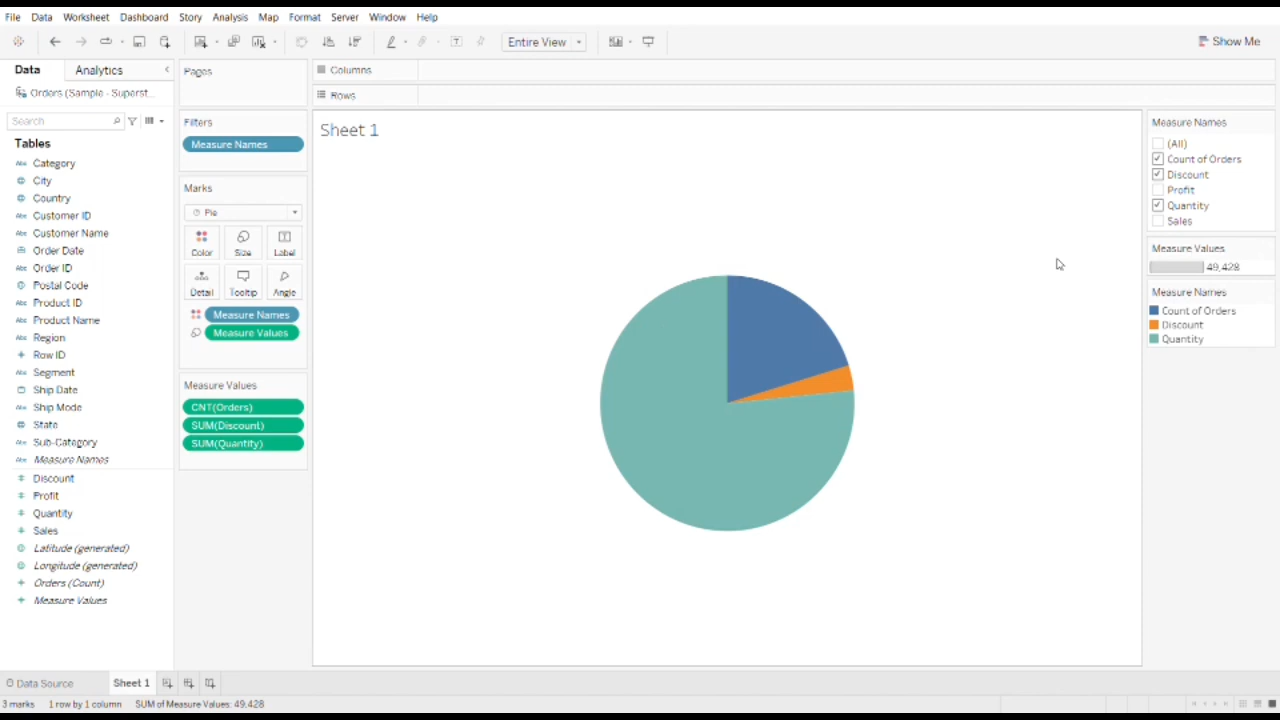 File Data Worksheet Dashboard Story Analysis Map Format Server Window Help
Entire View
Show Me
Data Analytics
Orders (Sample - Superst...
Search
Tables
Category
City
Country
Customer ID
Customer Name
Order Date
Order ID
Postal Code
Product ID
Product Name
Region
Row ID
Segment
Ship Date
Ship Mode
State
Sub-Category
Measure Names
Discount
Profit
Quantity
Sales
Latitude (generated)
Longitude (generated)
Orders (Count)
Measure Values
Pages
Filters
Measure Names
Marks
Pie
Color Size Label
Detail Tooltip Angle
Measure Names
Measure Values
Measure Values
CNT(Orders)
SUM(Discount)
SUM(Quantity)
Columns
Rows
Sheet 1
Measure Names
(All)
Count of Orders
Discount
Profit
Quantity
Sales
Measure Values
49,428
Measure Names
Count of Orders
Discount
Quantity
Data Source Sheet 1
3 marks 1 row by 1 column SUM of Measure Values: 49,428